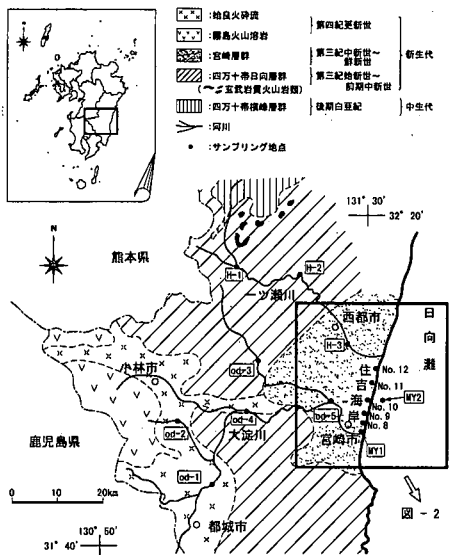 :姶良火砕流
:霧島火山溶岩
第四紀更新世
:宮崎層群
第三紀中新世~
鮮新世
新生代
:四万十帯日向層群
(玄武岩質火山岩類)
第三紀始新世~
前期中新世
:四万十帯槇峰層群
後期白亜紀
中生代
:河川
:サンプリング地点
131° 30'
32° 20'
N
熊本県
H-1
H-2
一ツ瀬川
西都市
日向灘
H-3
od-3
小林市
住吉海岸
No.12
No.11
No.10
MY2
No.9
No.8
od-4
od-5
od-2
大淀川
宮崎市
MY1
鹿児島県
od-1
0 10 20km
都城市
図-2
130° 50'
31° 40'